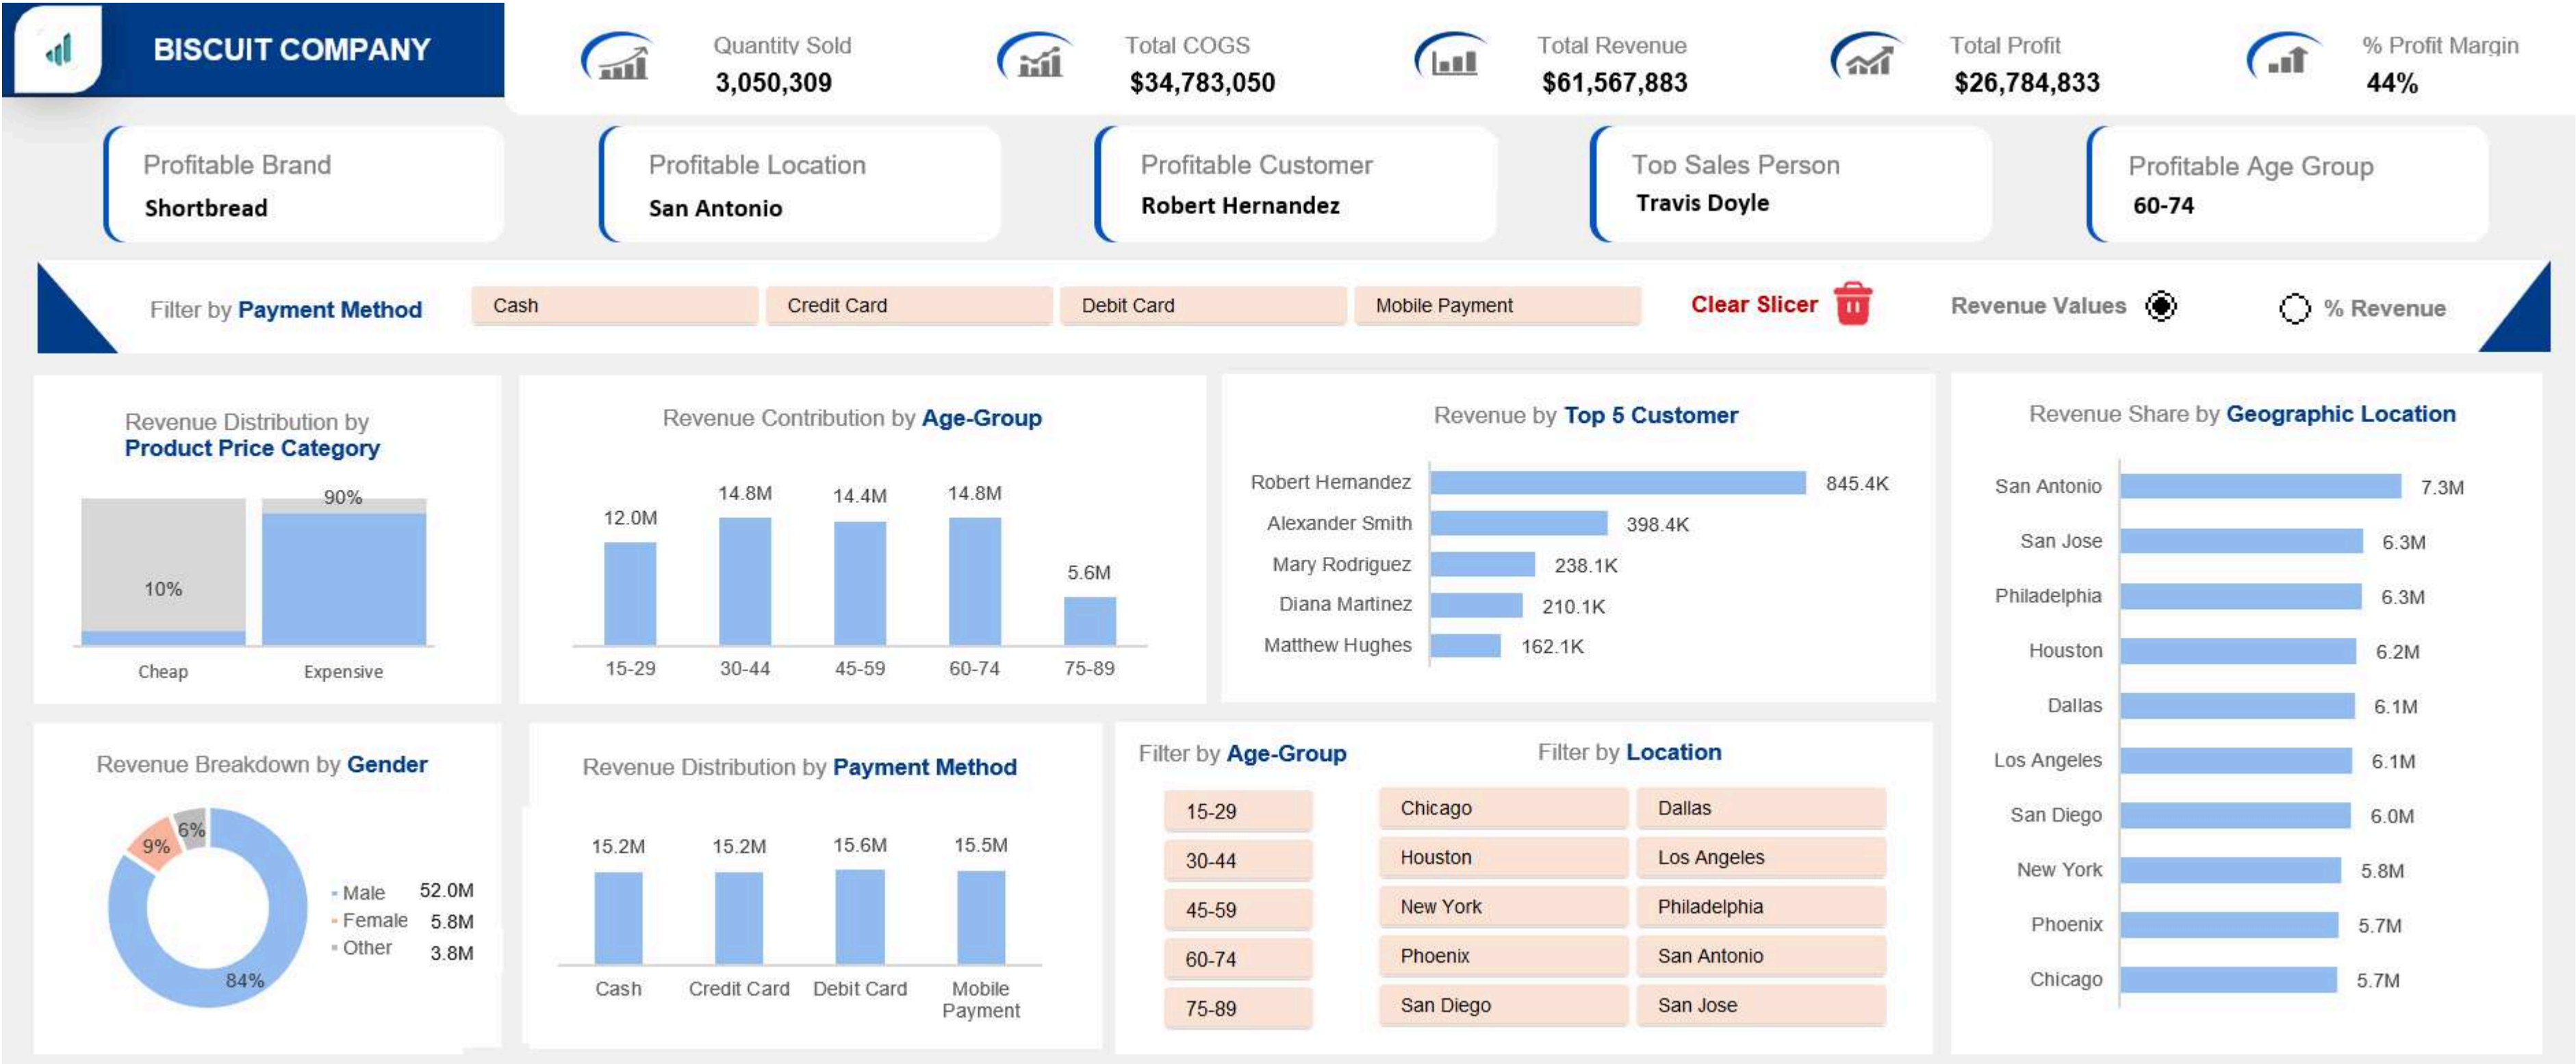 BISCUIT COMPANY
Quantity Sold
3,050,309
Total COGS
$34,783,050
Total Revenue
$61,567,883
Total Profit
$26,784,833
% Profit Margin
44%
Profitable Brand
Shortbread
Profitable Location
San Antonio
Profitable Customer
Robert Hernandez
Top Sales Person
Travis Doyle
Profitable Age Group
60-74
Filter by Payment Method
Cash
Credit Card
Debit Card
Mobile Payment
Clear Slicer
Revenue Values
% Revenue
Revenue Distribution by
Product Price Category
90%
10%
Cheap
Expensive
Revenue Contribution by Age-Group
12.0M
14.8M
14.4M
14.8M
5.6M
15-29
30-44
45-59
60-74
75-89
Revenue by Top 5 Customer
Robert Hernandez
845.4K
Alexander Smith
398.4K
Mary Rodriguez
238.1K
Diana Martinez
210.1K
Matthew Hughes
162.1K
Revenue Share by Geographic Location
San Antonio
7.3M
San Jose
6.3M
Philadelphia
6.3M
Houston
6.2M
Dallas
6.1M
Los Angeles
6.1M
San Diego
6.0M
New York
5.8M
Phoenix
5.7M
Chicago
5.7M
Revenue Breakdown by Gender
6%
9%
84%
Male 52.0M
Female 5.8M
Other 3.8M
Revenue Distribution by Payment Method
15.2M
15.2M
15.6M
15.5M
Cash
Credit Card
Debit Card
Mobile
Payment
Filter by Age-Group
15-29
30-44
45-59
60-74
75-89
Filter by Location
Chicago
Dallas
Houston
Los Angeles
New York
Philadelphia
Phoenix
San Antonio
San Diego
San Jose